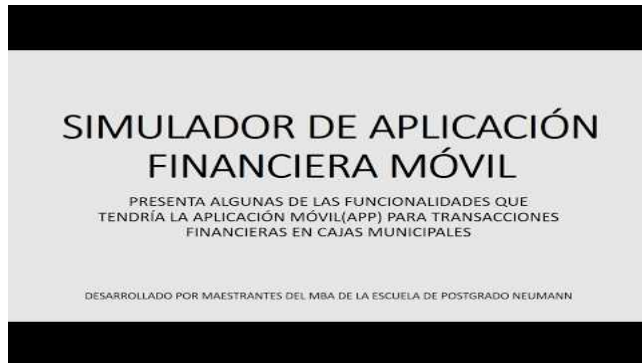 SIMULADOR DE APLICACIÓN
FINANCIERA MÓVIL
PRESENTA ALGUNAS DE LAS FUNCIONALIDADES QUE
TENDRÍA LA APLICACIÓN MÓVIL(APP) PARA TRANSACCIONES
FINANCIERAS EN CAJAS MUNICIPALES
DESARROLLADO POR MAESTRANTES DEL MBA DE LA ESCUELA DE POSTGRADO NEUMANN